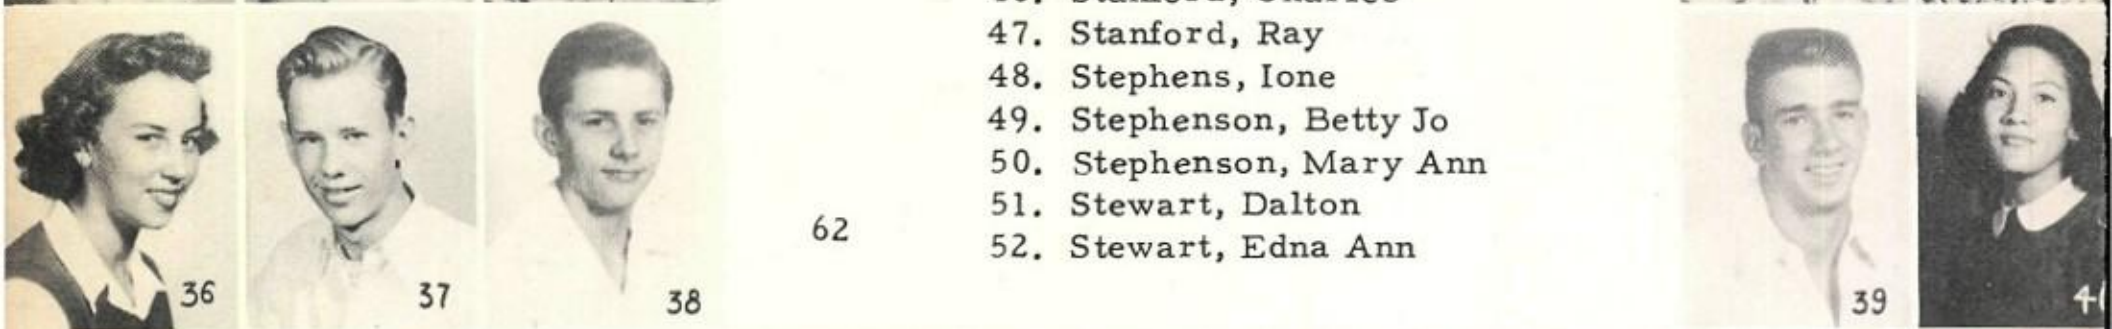 47. Stanford, Ray
48. Stephens, Ione
49. Stephenson, Betty Jo
50. Stephenson, Mary Ann
51. Stewart, Dalton
52. Stewart, Edna Ann
62
36
37
38
39